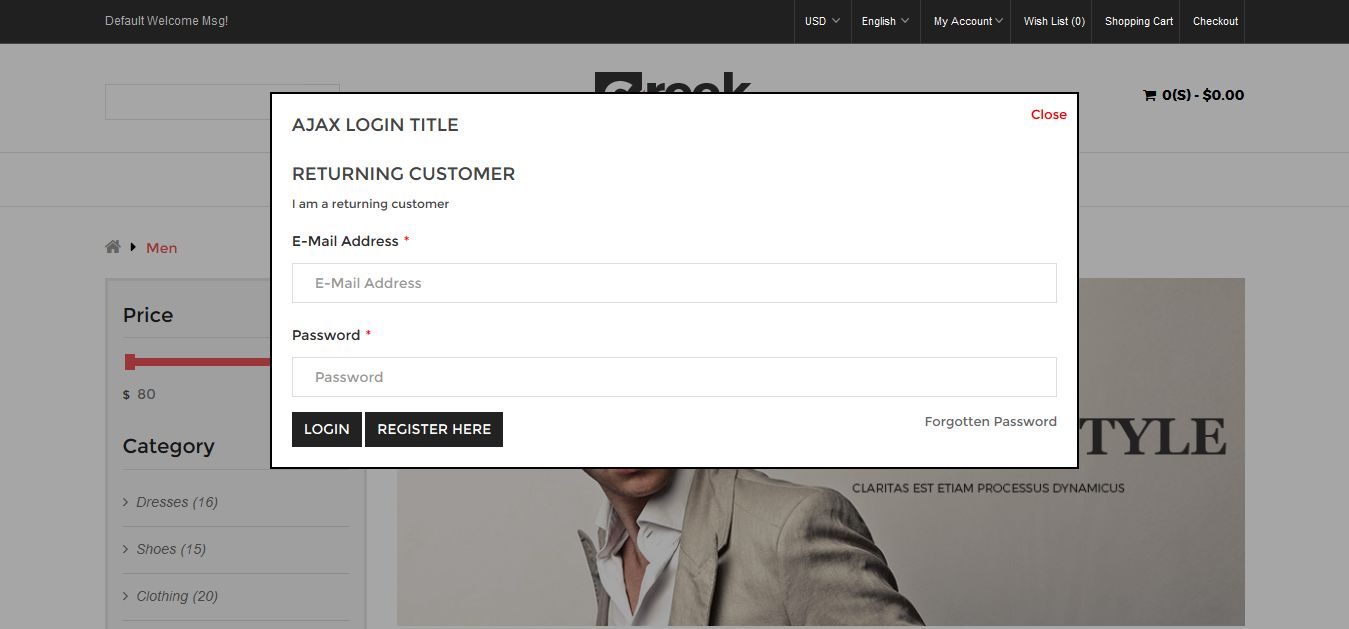 Default Welcome Msg!
USD English My Account Wish List (0) Shopping Cart Checkout
0(S) - $0.00
AJAX LOGIN TITLE
Close
RETURNING CUSTOMER
I am a returning customer
E-Mail Address *
E-Mail Address
Password *
Password
LOGIN REGISTER HERE
Forgotten Password
Men
Price
$ 80
Category
Dresses (16)
Shoes (15)
Clothing (20)
TYLE
CLARITAS EST ETIAM PROCESSUS DYNAMICUS